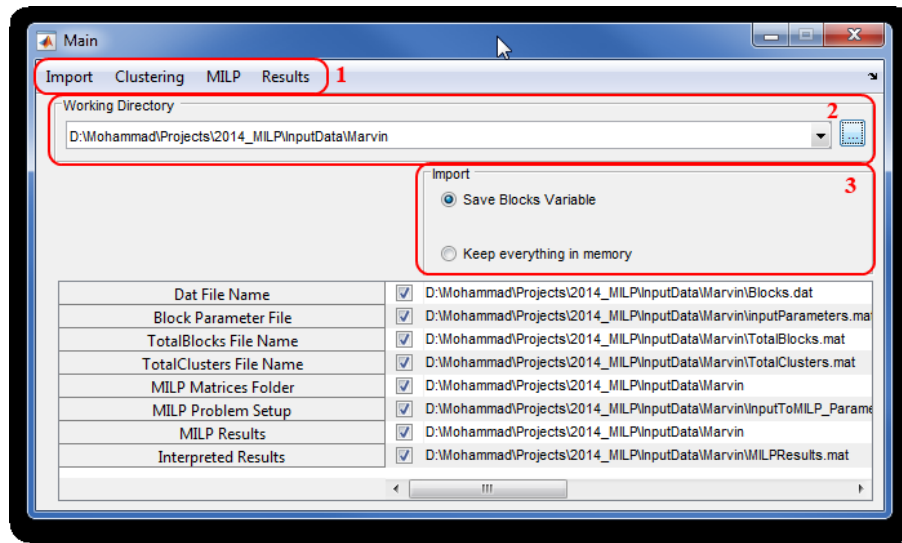 Main
Import Clustering MILP Results 1
Working Directory
2
D:\Mohammad\Projects\2014_MILP\InputData\Marvin ...
Import
3
Save Blocks Variable
Keep everything in memory
Dat File Name D:\Mohammad\Projects\2014_MILP\InputData\Marvin\Blocks.dat
Block Parameter File D:\Mohammad\Projects\2014_MILP\InputData\Marvin\inputParameters.ma
TotalBlocks File Name D:\Mohammad\Projects\2014_MILP\InputData\Marvin\TotalBlocks.mat
TotalClusters File Name D:\Mohammad\Projects\2014_MILP\InputData\Marvin\TotalClusters.mat
MILP Matrices Folder D:\Mohammad\Projects\2014_MILP\InputData\Marvin
MILP Problem Setup D:\Mohammad\Projects\2014_MILP\InputData\Marvin\InputToMILP_Parame
MILP Results D:\Mohammad\Projects\2014_MILP\InputData\Marvin
Interpreted Results D:\Mohammad\Projects\2014_MILP\InputData\Marvin\MILPResults.mat